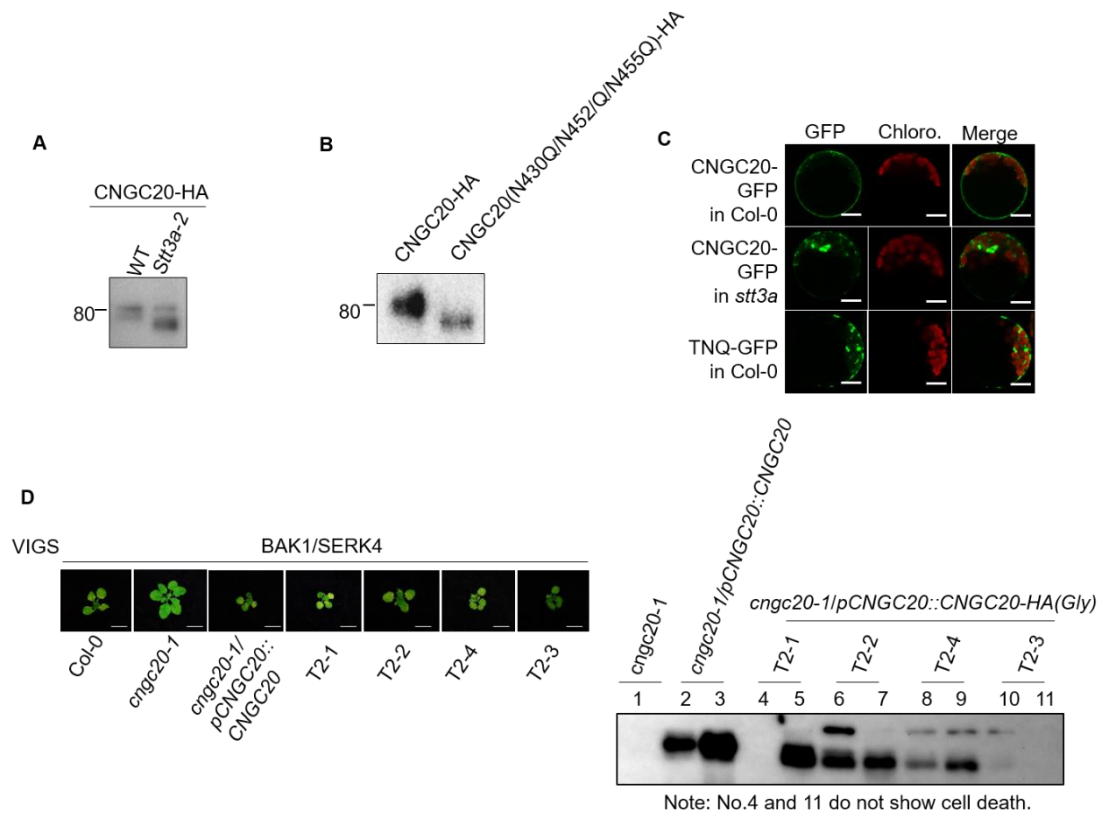 A
CNGC20-HA
WT
Stt3a-2
80
B
CNGC20-HA
CNGC20(N430Q/N452/Q/N455Q)-HA
80
C
GFP Chloro. Merge
CNGC20-
GFP
in Col-0
CNGC20-
GFP
in stt3a
TNQ-GFP
in Col-0
D
VIGS BAK1/SERK4
Col-0
cngc20-1
cngc20-1/
pCNGC20::
CNGC20
T2-1
T2-2
T2-4
T2-3
cngc20-1
cngc20-1/pCNGC20::CNGC20
cngc20-1/pCNGC20::CNGC20-HA(Gly)
T2-1
T2-2
T2-4
T2-3
1 2 3 4 5 6 7 8 9 10 11
Note: No.4 and 11 do not show cell death.